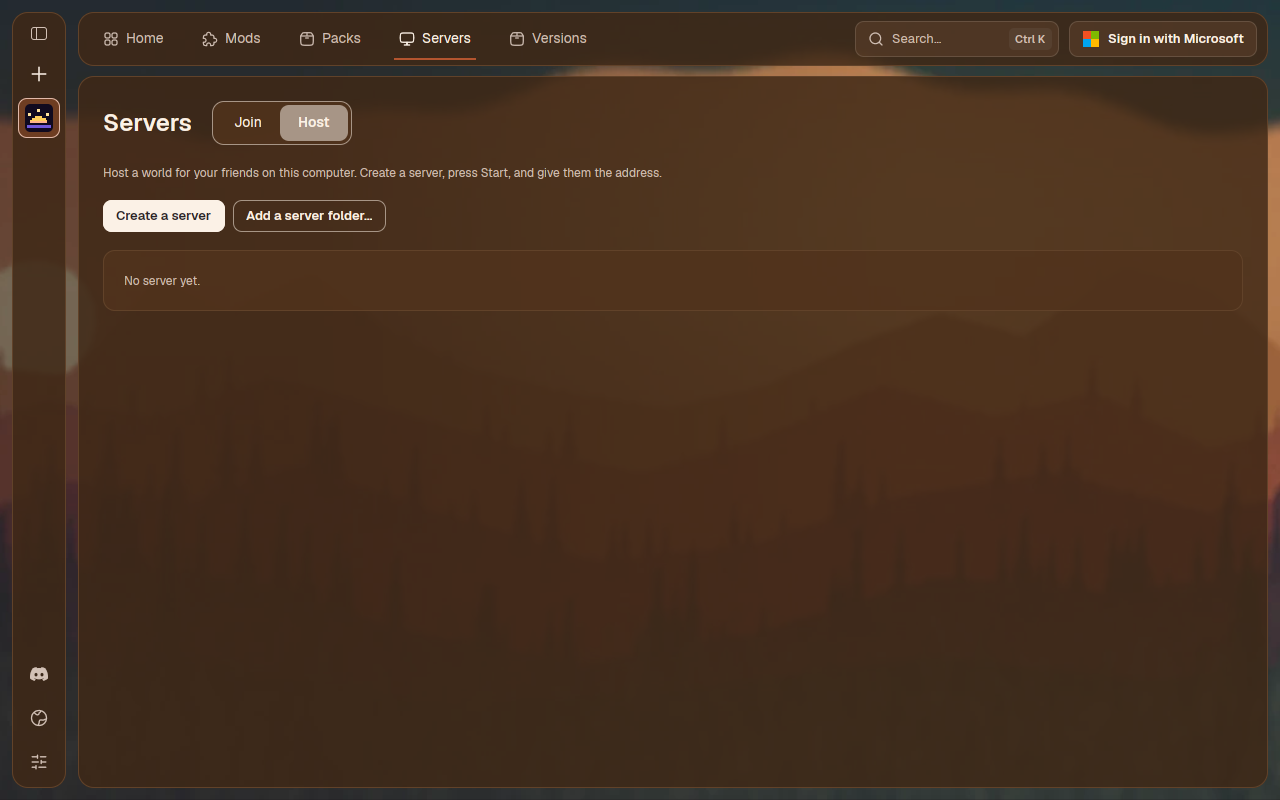 Home
Mods
Packs
Servers
Versions
Search...
Ctrl K
Sign in with Microsoft
Servers
Join
Host
Host a world for your friends on this computer. Create a server, press Start, and give them the address.
Create a server
Add a server folder...
No server yet.